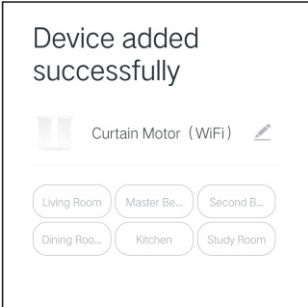 Device added
successfully
Curtain Motor（WiFi）
Living Room Master Be... Second B...
Dining Roo... Kitchen Study Room